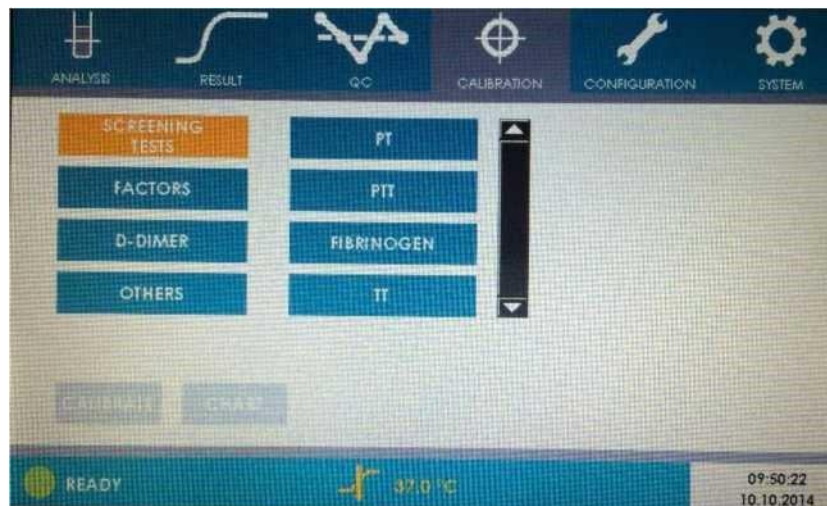 ANALYSIS
RESULT
QC
CALIBRATION
CONFIGURATION
SYSTEM
SCREENING
TESTS
PT
FACTORS
PTT
D-DIMER
FIBRINOGEN
OTHERS
TT
CALIBRATE
READY
37.0 °C
09:50:22
10.10.2014